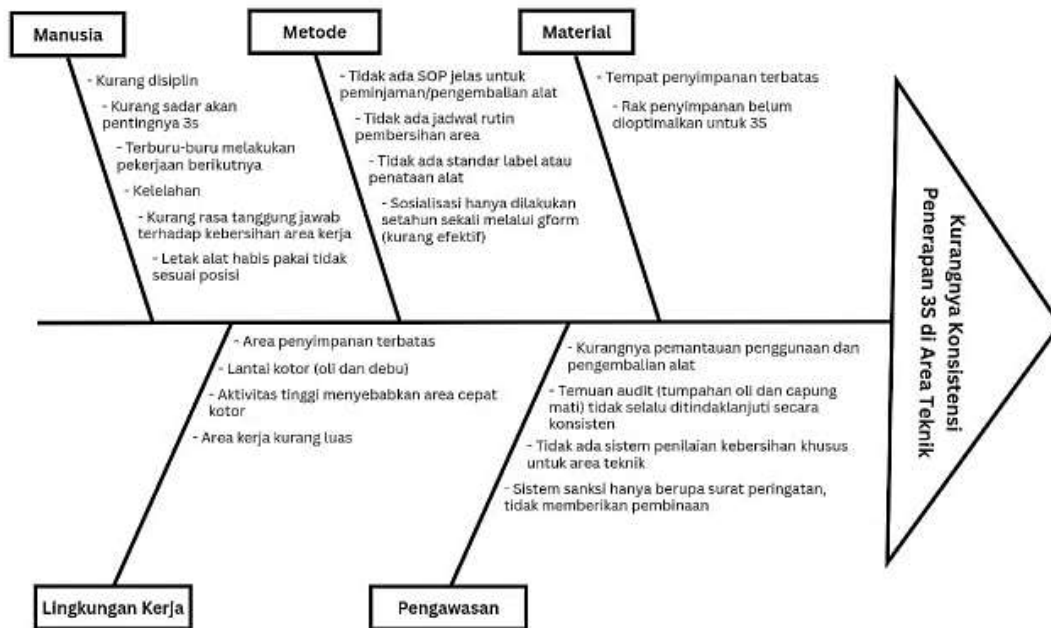 Manusia
- Kurang disiplin
- Kurang sadar akan
pentingnya 3s
- Terburu-buru melakukan
pekerjaan berikutnya
- Kelelahan
- Kurang rasa tanggung jawab
terhadap kebersihan area kerja
- Letak alat habis pakai tidak
sesuai posisi
Metode
- Tidak ada SOP jelas untuk
peminjaman/pengembalian alat
- Tidak ada jadwal rutin
pembersihan area
- Tidak ada standar label atau
penataan alat
- Sosialisasi hanya dilakukan
setahun sekali melalui gform
(kurang efektif)
Material
- Tempat penyimpanan terbatas
- Rak penyimpanan belum
dioptimalkan untuk 3S
Kurangnya Konsistensi
Penerapan 3S di Area Teknik
- Area penyimpanan terbatas
- Lantai kotor (oli dan debu)
- Aktivitas tinggi menyebabkan area cepat
kotor
- Area kerja kurang luas
Lingkungan Kerja
- Kurangnya pemantauan penggunaan dan
pengembalian alat
- Temuan audit (tumpahan oli dan capung
mati) tidak selalu ditindaklanjuti secara
konsisten
- Tidak ada sistem penilaian kebersihan khusus
untuk area teknik
- Sistem sanksi hanya berupa surat peringatan,
tidak memberikan pembinaan
Pengawasan